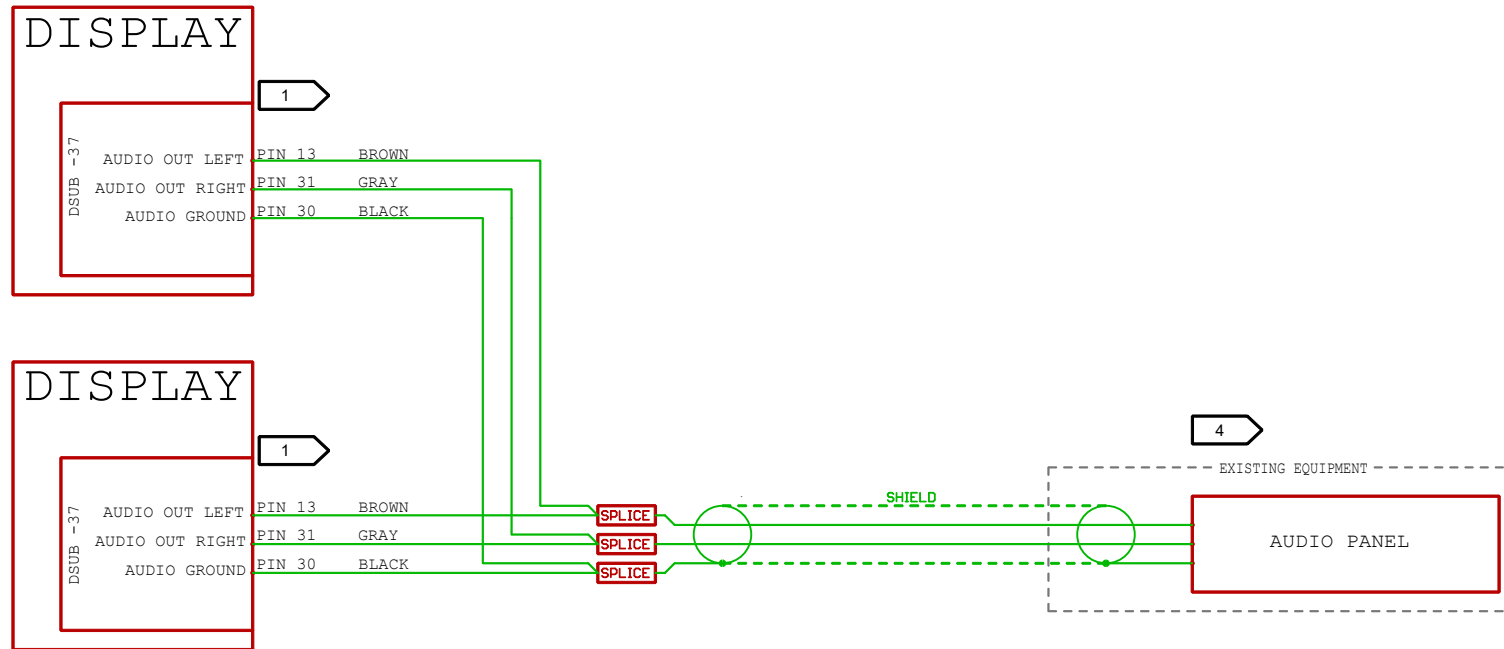 DISPLAY
1
DSUB -37
AUDIO OUT LEFT PIN 13 BROWN
AUDIO OUT RIGHT PIN 31 GRAY
AUDIO GROUND PIN 30 BLACK
DISPLAY
1
4
EXISTING EQUIPMENT
DSUB -37
SHIELD
AUDIO OUT LEFT PIN 13 BROWN
SPLICE
AUDIO OUT RIGHT PIN 31 GRAY
SPLICE
AUDIO PANEL
AUDIO GROUND PIN 30 BLACK
SPLICE